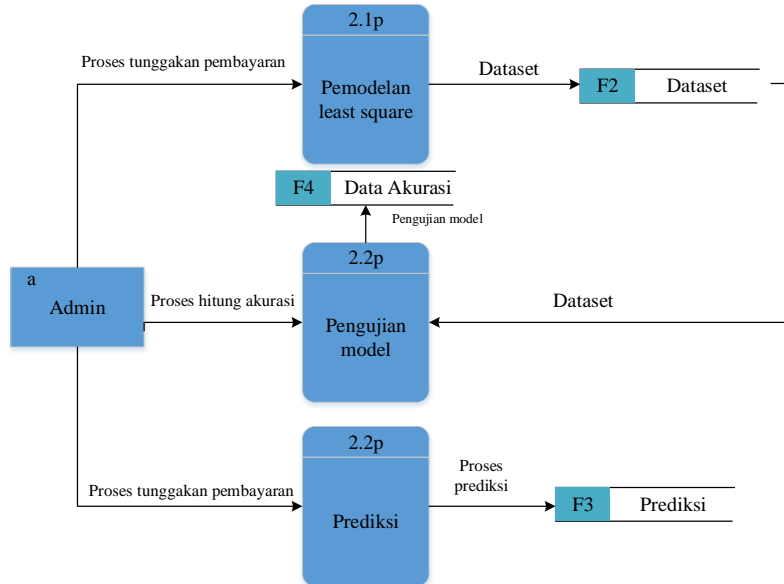 2.1p
Proses tunggakan pembayaran
Pemodelan
least square
Dataset
F2
Dataset
F4
Data Akurasi
Pengujian model
a
Admin
2.2p
Proses hitung akurasi
Pengujian
model
Dataset
2.2p
Proses tunggakan pembayaran
Prediksi
Proses
prediksi
F3
Prediksi